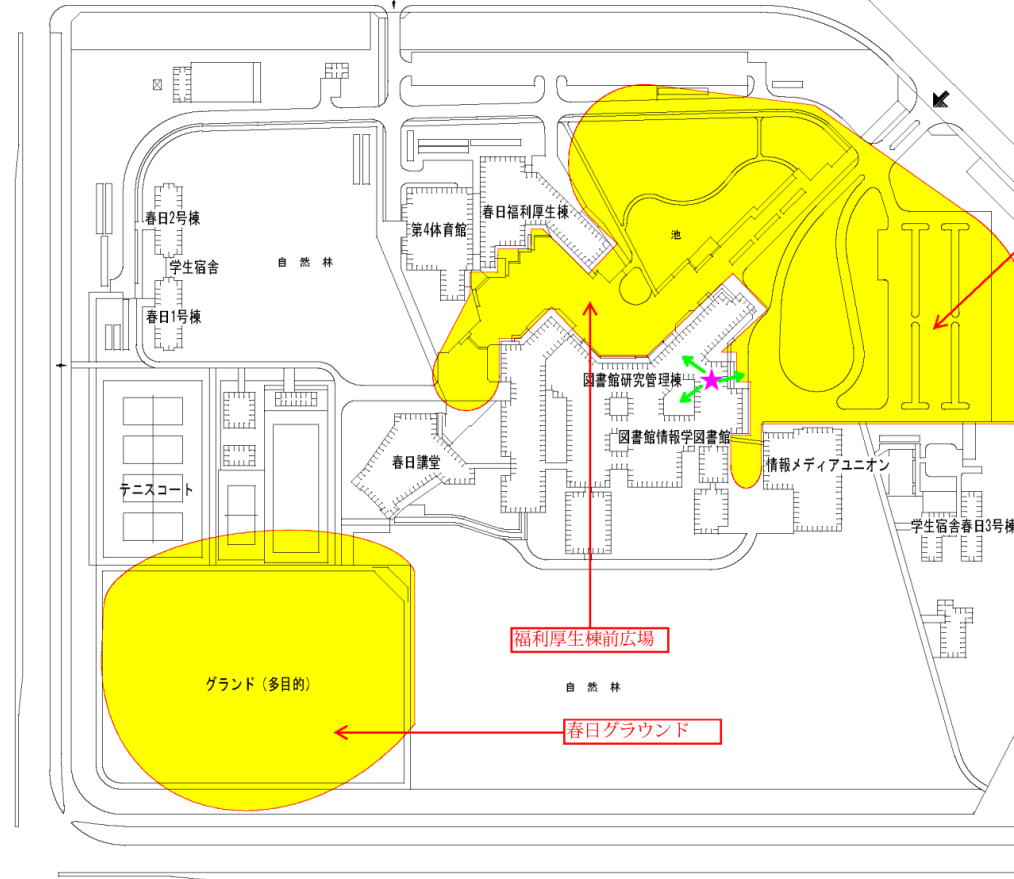 春日福利厚生棟
春日2号棟
第4体育館
池
学生宿舎
自 然 林
春日1号棟
図書館研究管理棟
図書館情報学図書館
春日講堂
情報メディアユニオン
テニスコート
学生宿舎春日3号棟
福利厚生棟前広場
グランド（多目的）
自 然 林
春日グラウンド